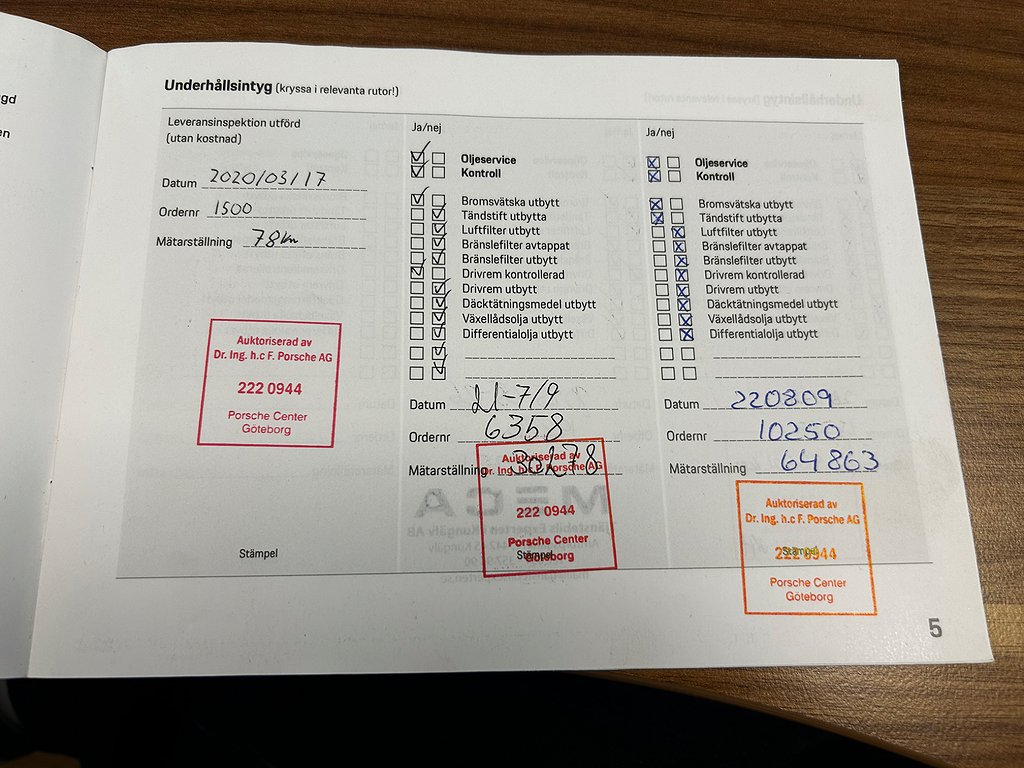 gd
en
Underhållsintyg (kryssa i relevanta rutor!)
Leveransinspektion utförd
(utan kostnad)
Datum 2020/03/17
Ordernr 1500
Mätarställning 78km
Auktoriserad av
Dr. Ing. h.c F. Porsche AG
222 0944
Porsche Center
Göteborg
Stämpel
Ja/nej
Oljeservice
Kontroll
Bromsvätska utbytt
Tändstift utbytta
Luftfilter utbytt
Bränslefilter avtappat
Bränslefilter utbytt
Drivrem kontrollerad
Drivrem utbytt
Däcktätningsmedel utbytt
Växellådsolja utbytt
Differentialolja utbytt
Datum 21-7/9
Ordernr 6358
Mätarställning 30278
Auktoriserad av
Dr. Ing. h.c F. Porsche AG
222 0944
Porsche Center
Göteborg
Stämpel
Ja/nej
Oljeservice
Kontroll
Bromsvätska utbytt
Tändstift utbytta
Luftfilter utbytt
Bränslefilter avtappat
Bränslefilter utbytt
Drivrem kontrollerad
Drivrem utbytt
Däcktätningsmedel utbytt
Växellådsolja utbytt
Differentialolja utbytt
Datum 220809
Ordernr 10250
Mätarställning 64863
Auktoriserad av
Dr. Ing. h.c F. Porsche AG
222 0944
Stämpel
Porsche Center
Göteborg
5